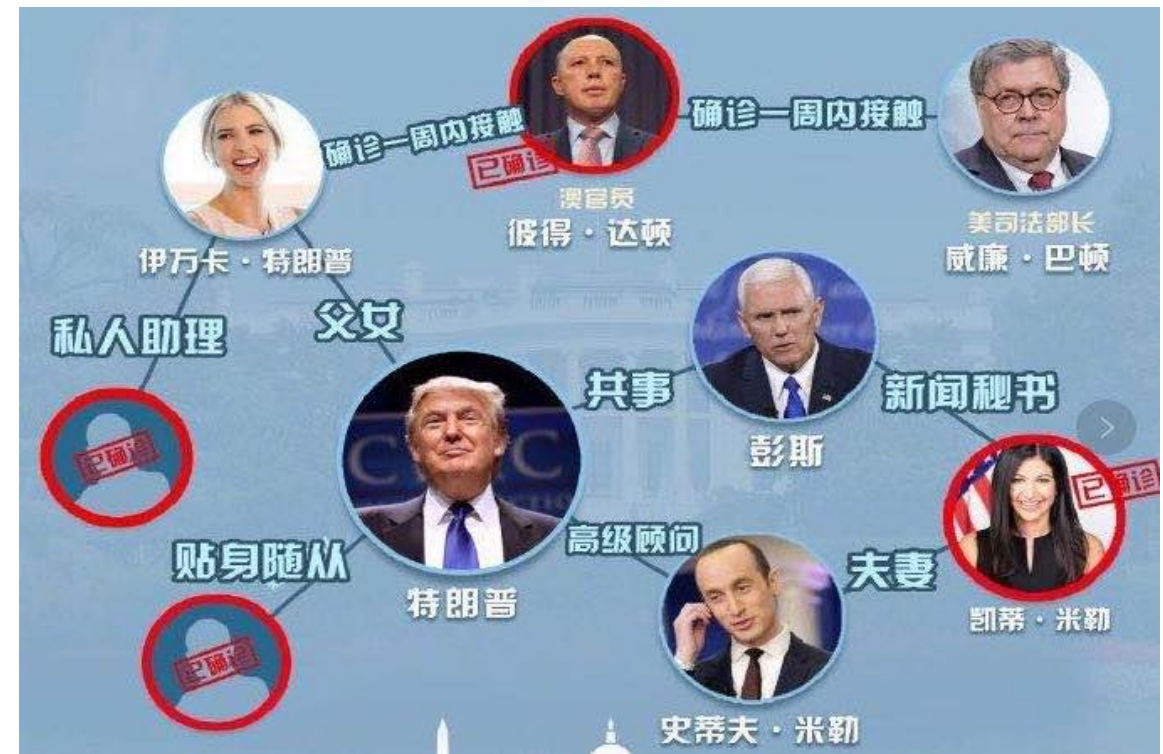 确诊一周内接触
已确诊
确诊一周内接触
澳官员
彼得·达顿
美司法部长
威廉·巴顿
伊万卡·特朗普
私人助理
父女
共事
新闻秘书
彭斯
已确诊
已确诊
贴身随从
高级顾问
夫妻
特朗普
凯蒂·米勒
已确诊
史蒂夫·米勒